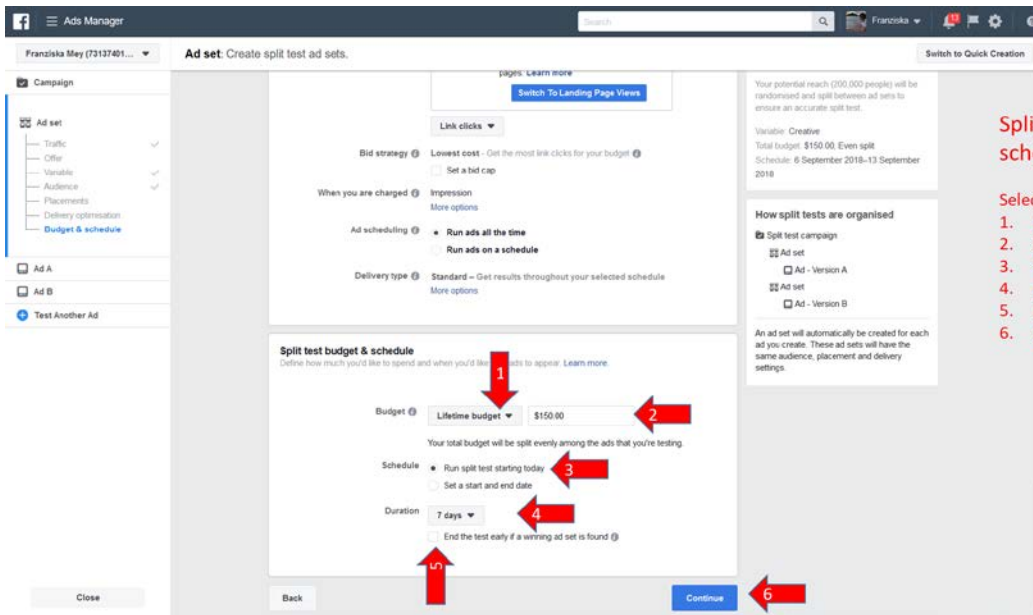 f Ads Manager
Search
Franziska
13
Franziska Mey (73137401...
Ad set: Create split test ad sets.
Switch to Quick Creation
Campaign
Ad set
Traffic
Offer
Variable
Audience
Placements
Delivery optimisation
Budget & schedule
Ad A
Ad B
Test Another Ad
Close
pages. Learn more
Switch To Landing Page Views
Link clicks
Bid strategy
Lowest cost - Get the most link clicks for your budget
Set a bid cap
When you are charged
Impression
More options
Ad scheduling
Run ads all the time
Run ads on a schedule
Delivery type
Standard – Get results throughout your selected schedule
More options
Split test budget & schedule
Define how much you'd like to spend and when you'd like ads to appear. Learn more.
1
Budget
Lifetime budget
$150.00
2
Your total budget will be split evenly among the ads that you're testing.
Schedule
Run split test starting today
3
Set a start and end date
Duration
7 days
4
End the test early if a winning ad set is found
5
Back
Continue
6
Your potential reach (200,000 people) will be
randomised and split between ad sets to
ensure an accurate split test.
Variable: Creative
Total budget: $150.00, Even split
Schedule: 6 September 2018–13 September
2018
How split tests are organised
Split test campaign
Ad set
Ad - Version A
Ad set
Ad - Version B
An ad set will automatically be created for each
ad you create. These ad sets will have the
same audience, placement and delivery
settings.
Spli
sch
Selec
1.
2.
3.
4.
5.
6.